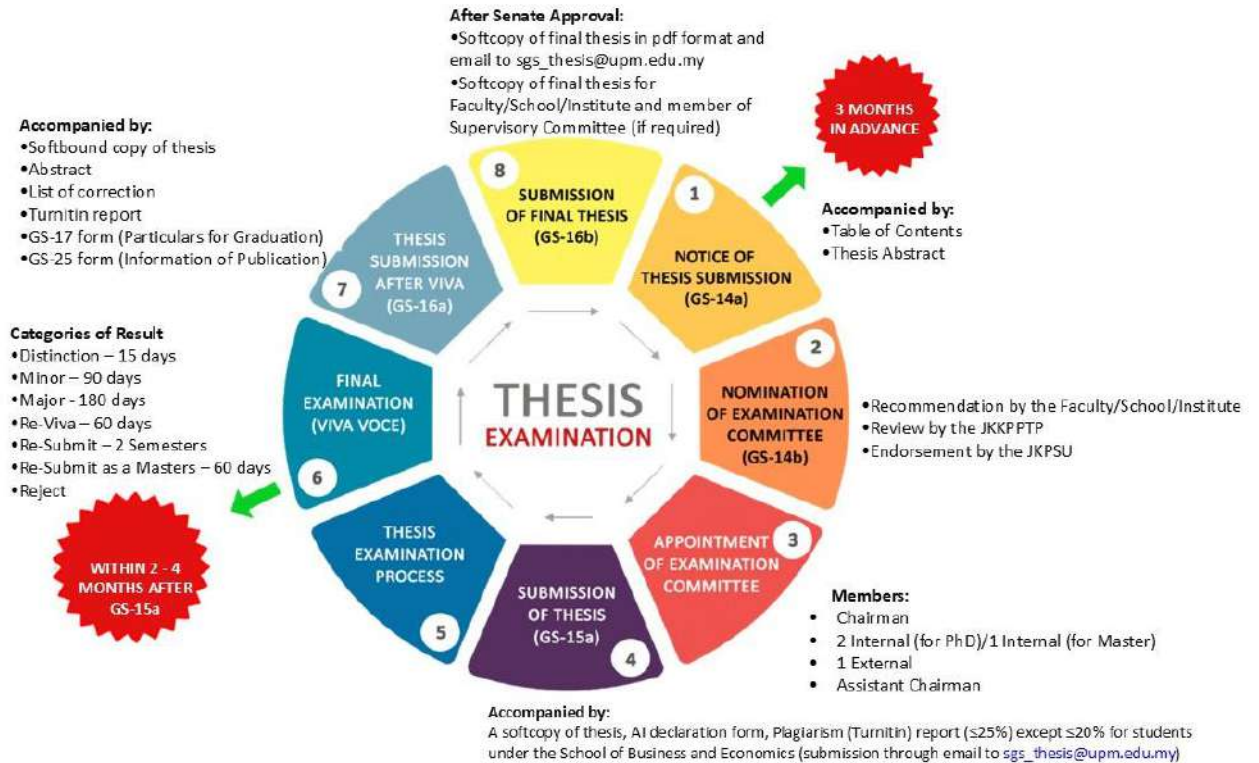 After Senate Approval:
•Softcopy of final thesis in pdf format and
email to sgs_thesis@upm.edu.my
•Softcopy of final thesis for
Faculty/School/Institute and member of
Supervisory Committee (if required)
3 MONTHS
IN ADVANCE
Accompanied by:
•Softbound copy of thesis
•Abstract
•List of correction
•Turnitin report
•GS-17 form (Particulars for Graduation)
•GS-25 form (Information of Publication)
8
SUBMISSION
OF FINAL THESIS
(GS-16b)
1
NOTICE OF
THESIS SUBMISSION
(GS-14a)
Accompanied by:
•Table of Contents
•Thesis Abstract
THESIS
SUBMISSION
AFTER VIVA
(GS-16a)
7
Categories of Result
•Distinction – 15 days
•Minor – 90 days
•Major - 180 days
•Re-Viva – 60 days
•Re-Submit – 2 Semesters
•Re-Submit as a Masters – 60 days
•Reject
FINAL
EXAMINATION
(VIVA VOCE)
6
THESIS
EXAMINATION
2
NOMINATION
OF EXAMINATION
COMMITTEE
(GS-14b)
•Recommendation by the Faculty/School/Institute
•Review by the JKKPPTP
•Endorsement by the JKPSU
WITHIN 2 - 4
MONTHS AFTER
GS-15a
THESIS
EXAMINATION
PROCESS
5
SUBMISSION
OF THESIS
(GS-15a)
4
3
APPOINTMENT
OF EXAMINATION
COMMITTEE
Members:
• Chairman
• 2 Internal (for PhD)/1 Internal (for Master)
• 1 External
• Assistant Chairman
Accompanied by:
A softcopy of thesis, AI declaration form, Plagiarism (Turnitin) report (≤25%) except ≤20% for students
under the School of Business and Economics (submission through email to sgs_thesis@upm.edu.my)